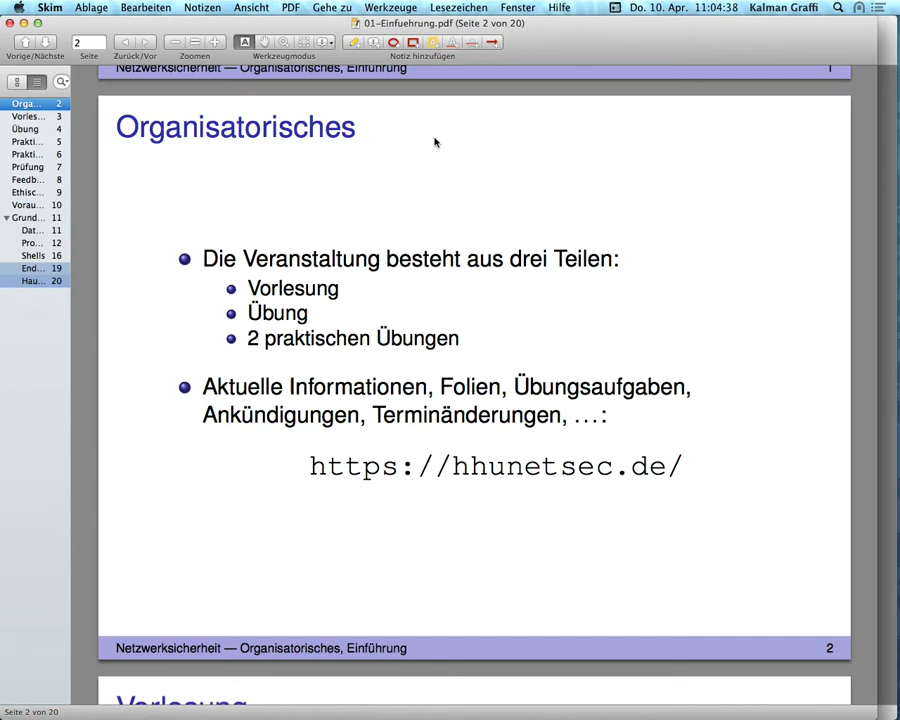 Skim Ablage Bearbeiten Notizen Ansicht PDF Gehe zu Werkzeuge Lesezeichen Fenster Hilfe Do. 10. Apr. 11:04:38 Kalman Graffi
01-Einfuehrung.pdf (Seite 2 von 20)
2
Vorige/Nächste Seite Zurück/Vor Zoomen Werkzeugmodus Notiz hinzufügen
Netzwerksicherheit — Organisatorisches, Einführung 1
Orga... 2
Vorles... 3
Übung 4
Prakti... 5
Prakti... 6
Prüfung 7
Feedb... 8
Ethisc... 9
Vorau... 10
Grund... 11
Dat... 11
Pro... 12
Shells 16
End... 19
Hau... 20
Organisatorisches
Die Veranstaltung besteht aus drei Teilen:
Vorlesung
Übung
2 praktischen Übungen
Aktuelle Informationen, Folien, Übungsaufgaben,
Ankündigungen, Terminänderungen, ...:
https://hhunetsec.de/
Netzwerksicherheit — Organisatorisches, Einführung 2
Vorlesung
Seite 2 von 20